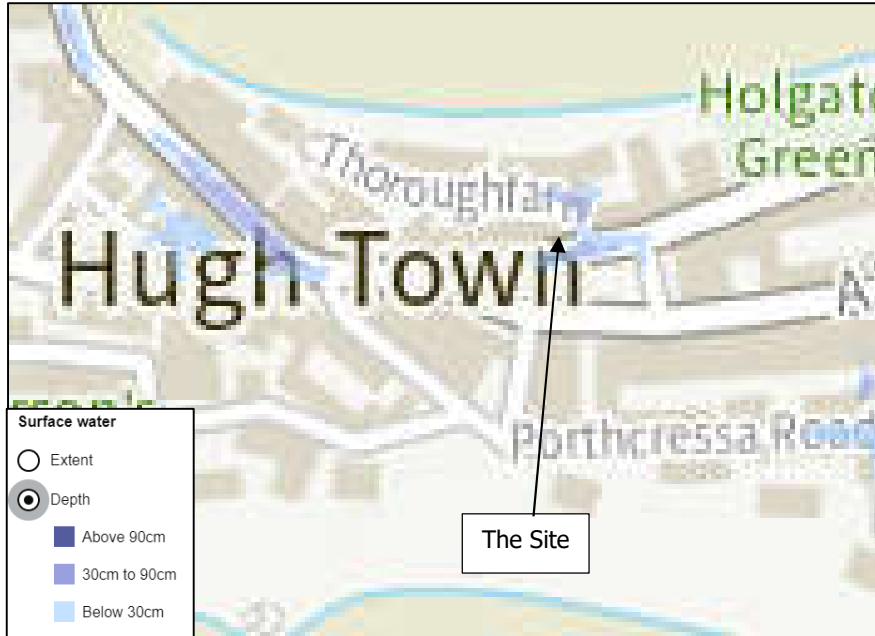 Holgate
Green
Thoroughfare
Hugh Town
A
Porthcressa Road
The Site
Surface water
Extent
Depth
Above 90cm
30cm to 90cm
Below 30cm